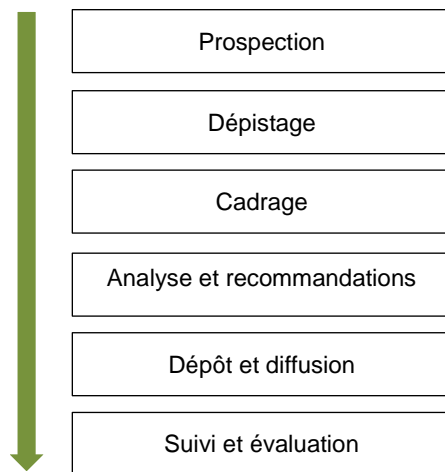 Prospection
Dépistage
Cadrage
Analyse et recommandations
Dépôt et diffusion
Suivi et évaluation